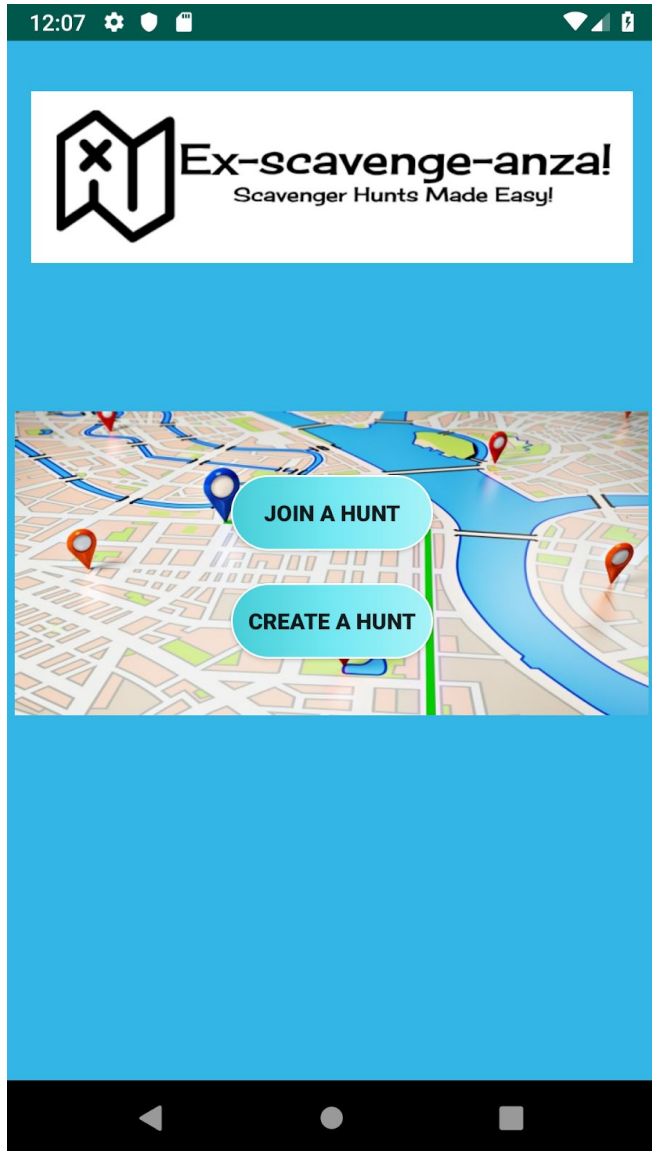 12:07
Ex-scavenge-anza!
Scavenger Hunts Made Easy!
JOIN A HUNT
CREATE A HUNT